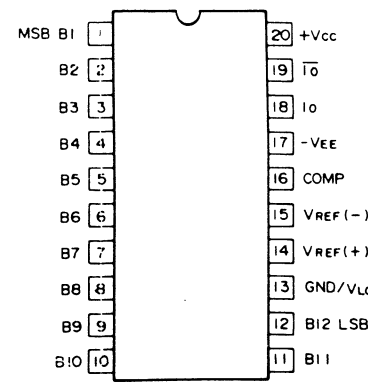 MSB B1 1 20 +Vcc
B2 2 19 I̅o̅
B3 3 18 Io
B4 4 17 -VEE
B5 5 16 COMP
B6 6 15 VREF(-)
B7 7 14 VREF(+)
B8 8 13 GND/VLC
B9 9 12 B12 LSB
B10 10 11 B11